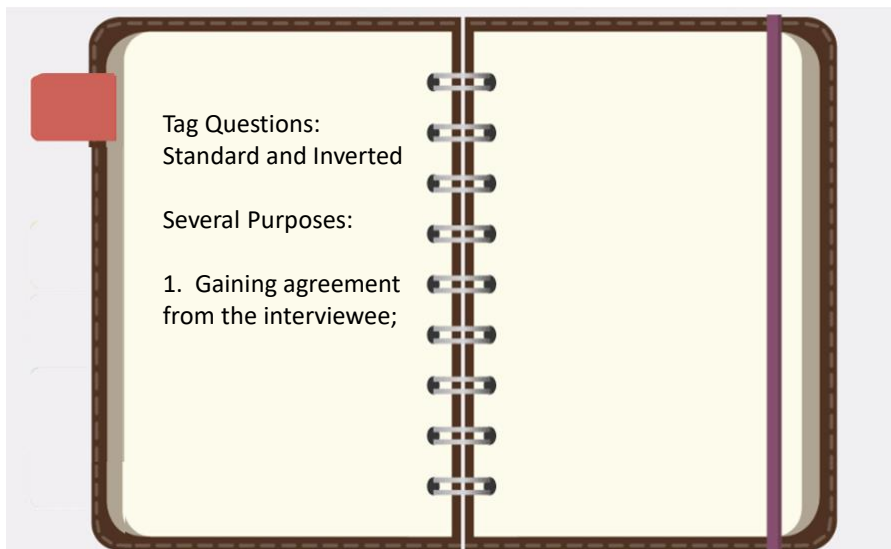 Tag Questions:
Standard and Inverted
Several Purposes:
1. Gaining agreement
from the interviewee;